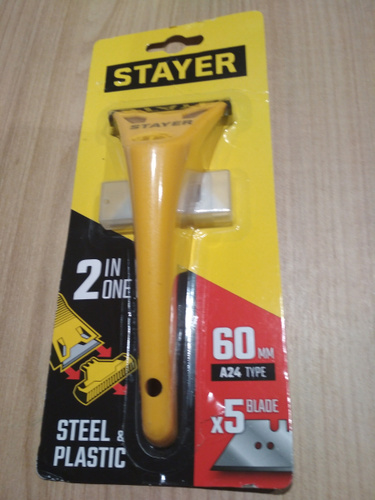 STAYER
STAYER
2 IN
ONE
60 MM
A24 TYPE
x5 BLADE
STEEL &
PLASTIC